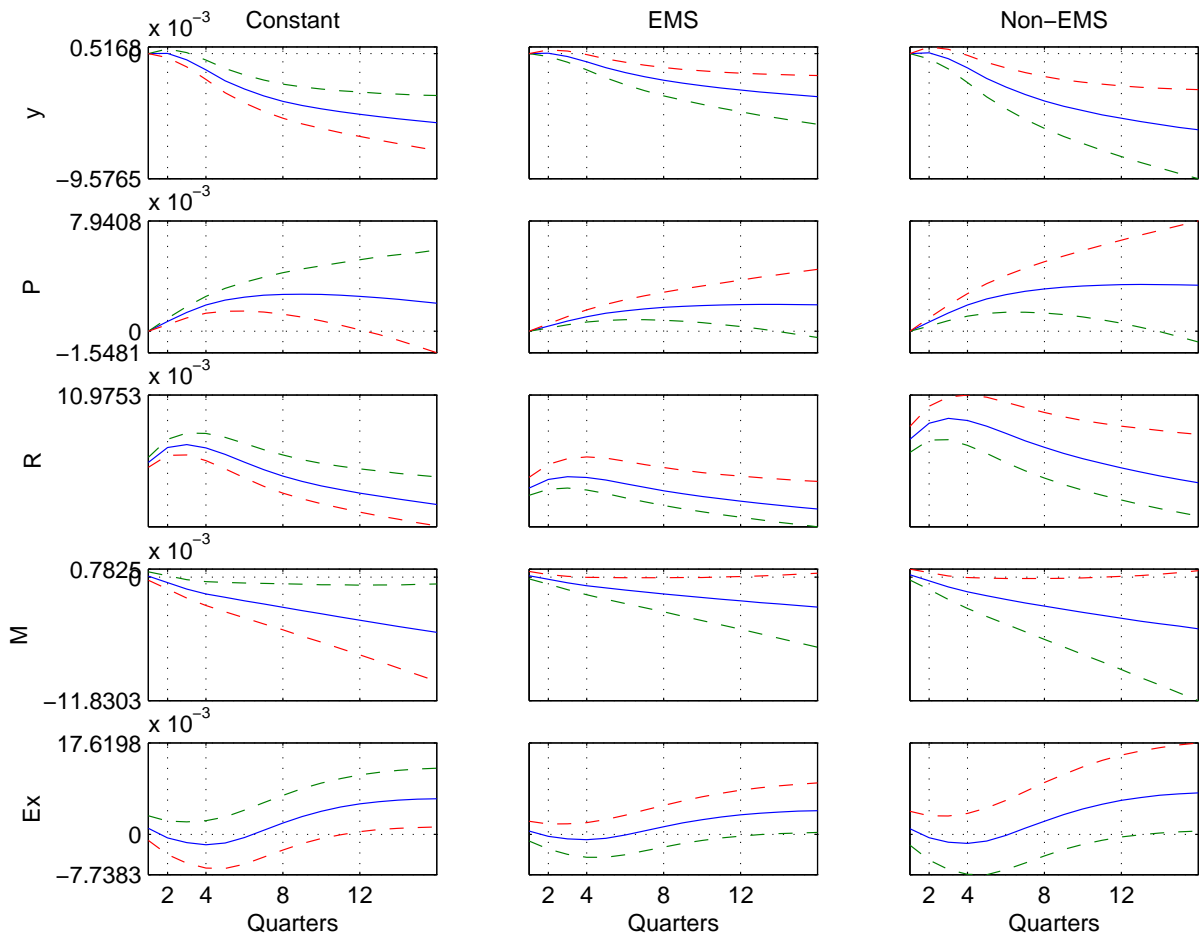 Constant EMS Non−EMS
x 10−3
0.5168
0
y
−9.5765
x 10−3
7.9408
P
0
−1.5481
x 10−3
10.9753
R
x 10−3
0.7825
0
M
−11.8303
x 10−3
17.6198
Ex
0
−7.7383
2 4 8 12 2 4 8 12 2 4 8 12
Quarters Quarters Quarters